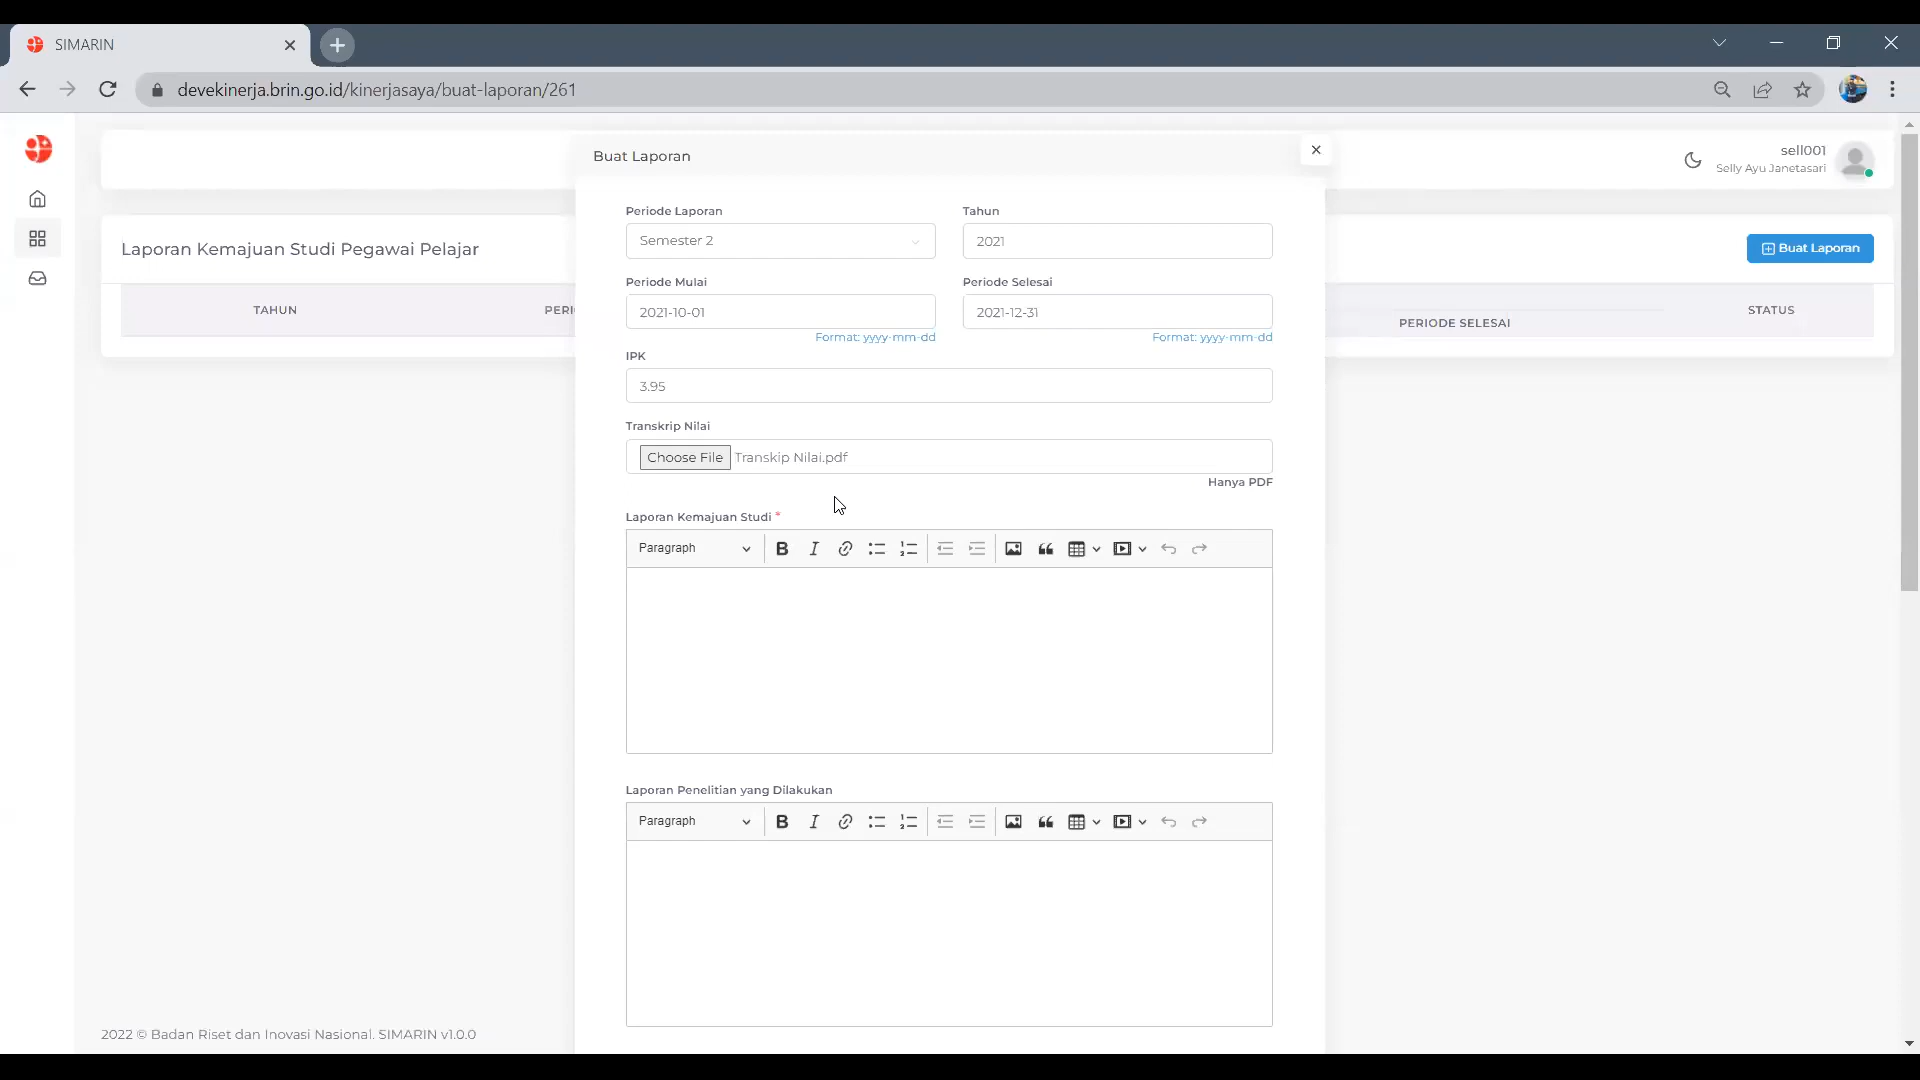 SIMARIN
devekinerja.brin.go.id/kinerjasaya/buat-laporan/261
Buat Laporan
sell001
Selly Ayu Janetasari
Laporan Kemajuan Studi Pegawai Pelajar
Buat Laporan
TAHUN
PERI
PERIODE SELESAI
STATUS
Periode Laporan
Tahun
Semester 2
2021
Periode Mulai
Periode Selesai
2021-10-01
2021-12-31
Format: yyyy-mm-dd
Format: yyyy-mm-dd
IPK
3.95
Transkrip Nilai
Choose File Transkip Nilai.pdf
Hanya PDF
Laporan Kemajuan Studi *
Paragraph
Laporan Penelitian yang Dilakukan
Paragraph
2022 © Badan Riset dan Inovasi Nasional. SIMARIN v1.0.0